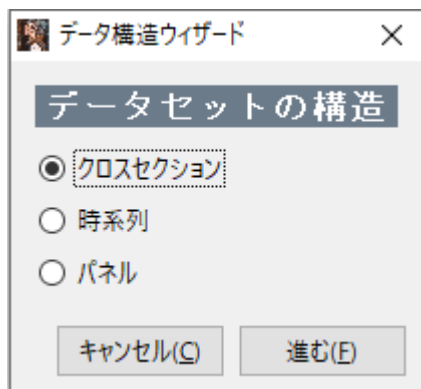 データ構造ウィザード
データセットの構造
クロスセクション
時系列
パネル
キャンセル(C) 進む(F)